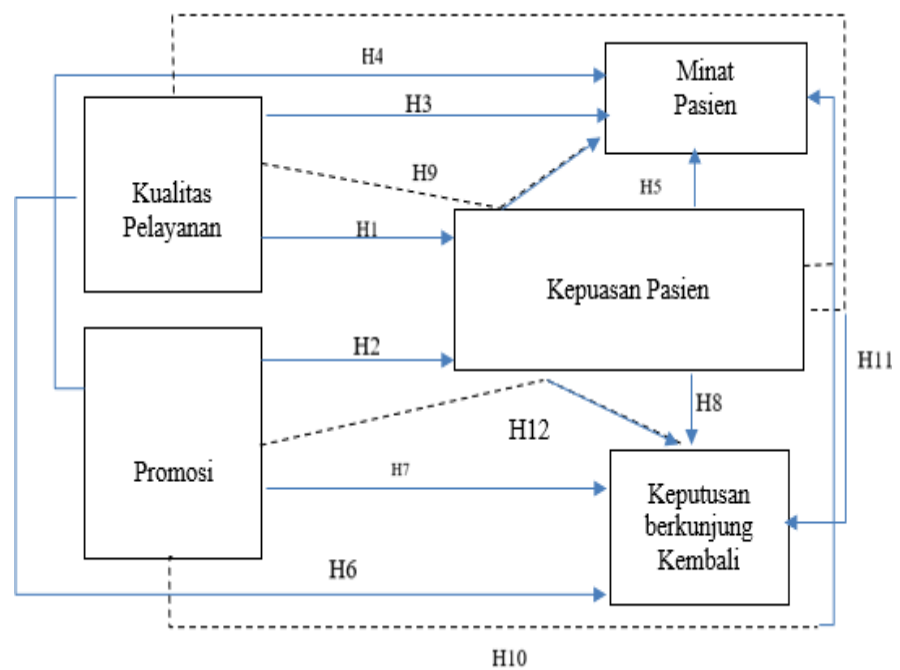 H4
Minat
Pasien
H3
H9
H5
Kualitas
Pelayanan
H1
Kepuasan Pasien
H2
H11
H8
H12
Promosi
H7
Keputusan
berkunjung
Kembali
H6
H10